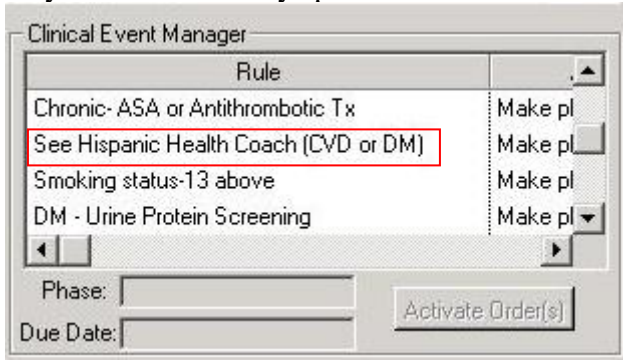 Clinical Event Manager
Rule
Chronic- ASA or Antithrombotic Tx Make pl
See Hispanic Health Coach (CVD or DM) Make pl
Smoking status-13 above Make pl
DM - Urine Protein Screening Make pl
Phase:
Activate Order(s)
Due Date: